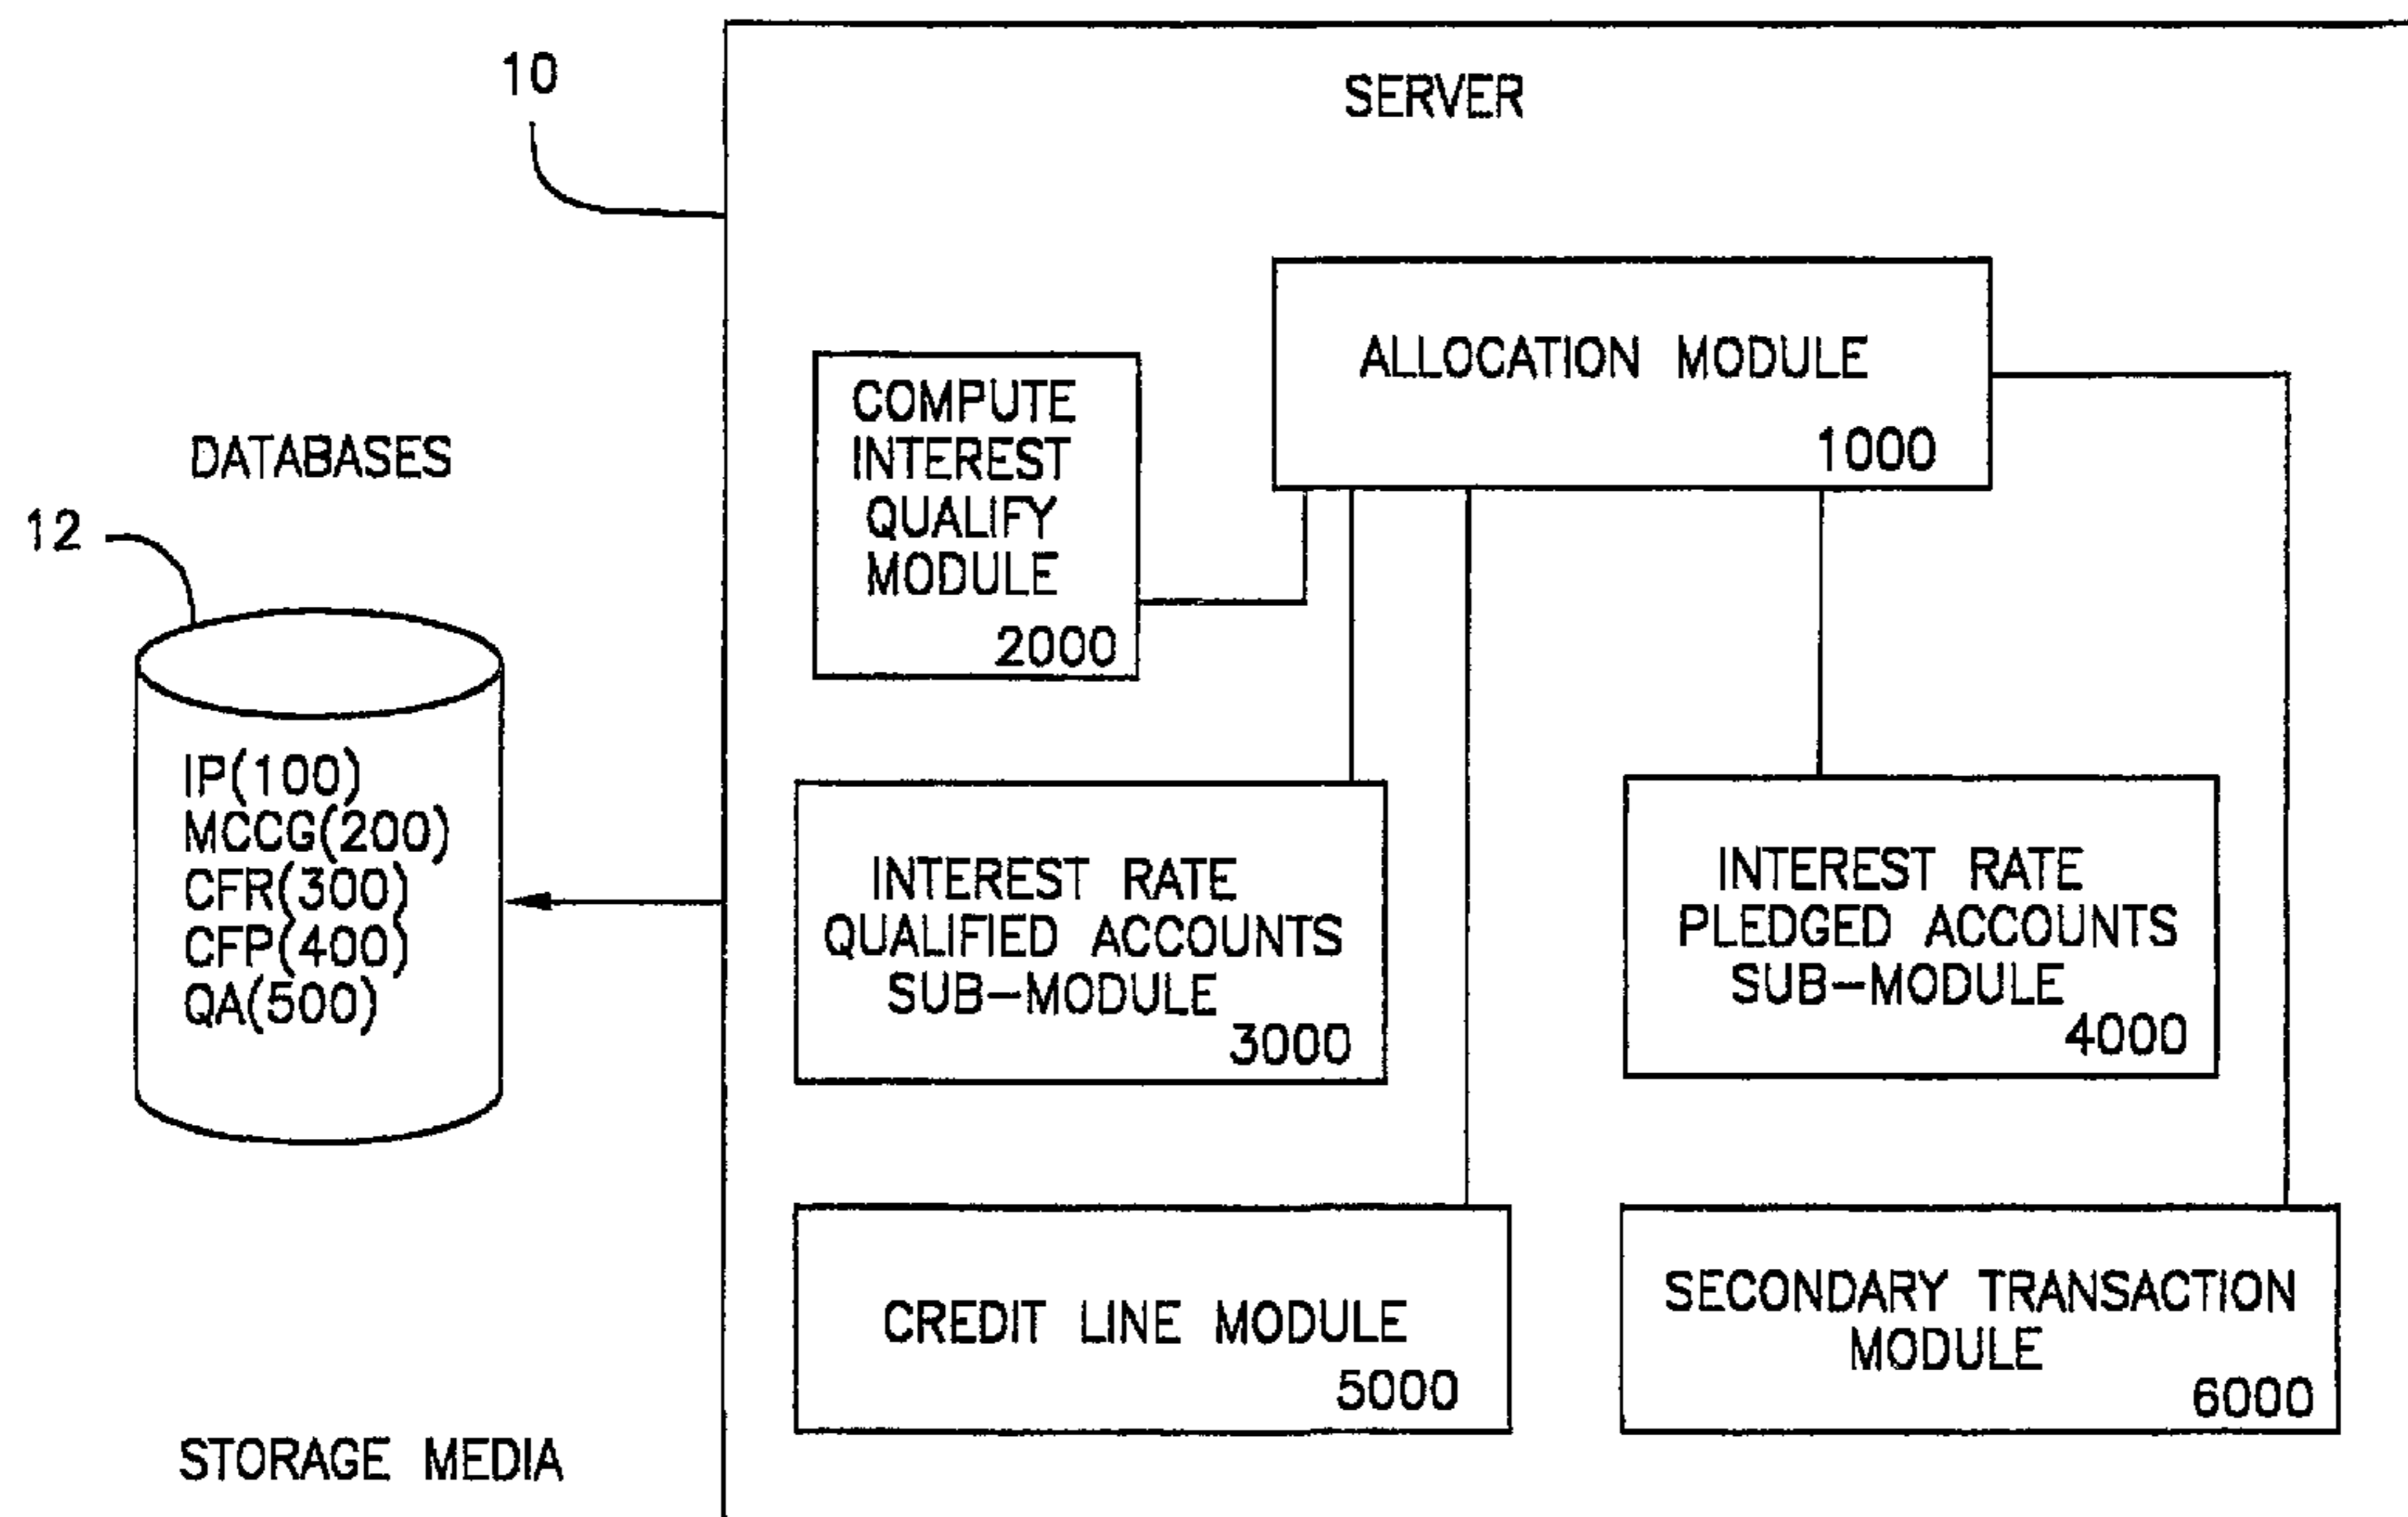 10
SERVER
ALLOCATION MODULE
1000
COMPUTE
INTEREST
QUALIFY
MODULE
2000
DATABASES
12
IP(100)
MCCG(200)
CFR(300)
CFP(400)
QA(500)
INTEREST RATE
QUALIFIED ACCOUNTS
SUB-MODULE
3000
INTEREST RATE
PLEDGED ACCOUNTS
SUB-MODULE
4000
CREDIT LINE MODULE
5000
SECONDARY TRANSACTION
MODULE
6000
STORAGE MEDIA